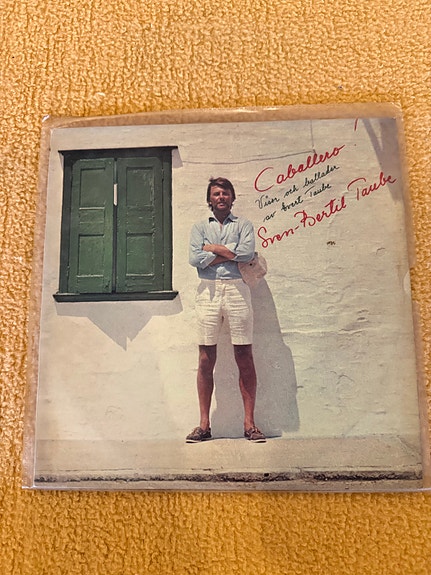 Caballero!
Visor och ballader
av Evert Taube
Sven-Bertil Taube